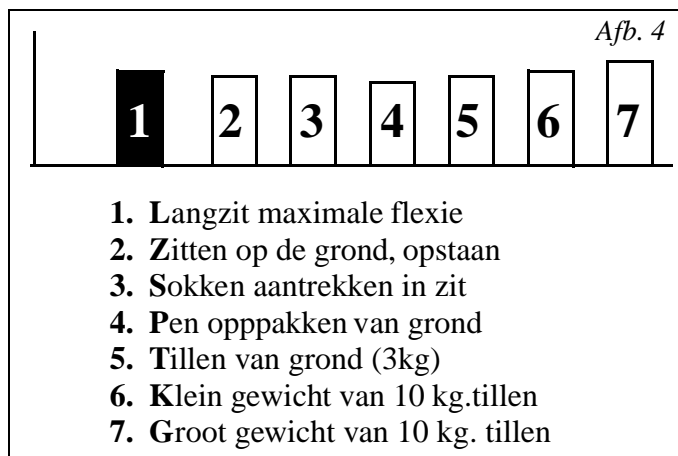 Afb. 4
1 2 3 4 5 6 7
1. Langzit maximale flexie
2. Zitten op de grond, opstaan
3. Sokken aantrekken in zit
4. Pen opppakken van grond
5. Tillen van grond (3kg)
6. Klein gewicht van 10 kg.tillen
7. Groot gewicht van 10 kg. tillen